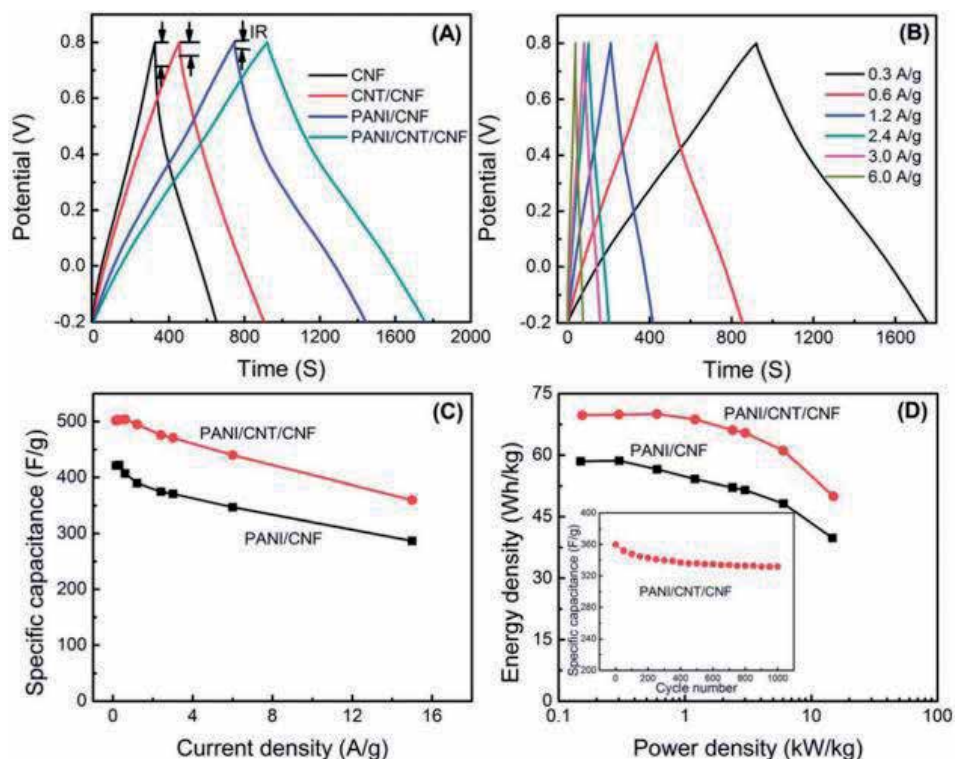 (A)
IR
CNF
CNT/CNF
PANI/CNF
PANI/CNT/CNF
Potential (V)
0.8
0.6
0.4
0.2
0.0
-0.2
0
400
800
1200
1600
2000
Time (S)
(B)
0.3 A/g
0.6 A/g
1.2 A/g
2.4 A/g
3.0 A/g
6.0 A/g
Potential (V)
0.8
0.6
0.4
0.2
0.0
-0.2
0
400
800
1200
1600
Time (S)
(C)
PANI/CNT/CNF
PANI/CNF
Specific capacitance (F/g)
500
400
300
200
100
0
0
4
8
12
16
Current density (A/g)
(D)
PANI/CNT/CNF
PANI/CNF
Energy density (Wh/kg)
75
60
45
30
15
0
0.1
1
10
100
Power density (kW/kg)
Specific capacitance (F/g)
400
360
320
280
240
200
PANI/CNT/CNF
0
200
400
600
800
1000
Cycle number